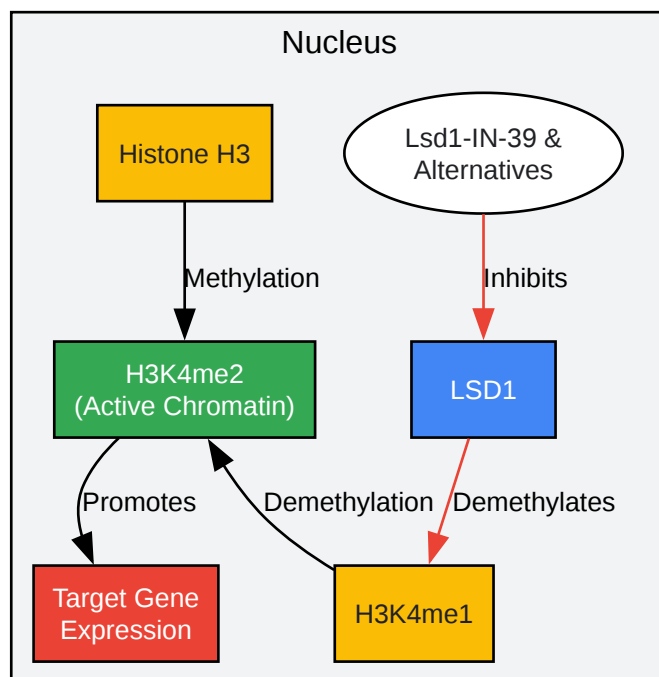 Nucleus
Histone H3
Lsd1-IN-39 &
Alternatives
Methylation
Inhibits
H3K4me2
(Active Chromatin)
LSD1
Promotes
Demethylation
Demethylates
Target Gene
Expression
H3K4me1